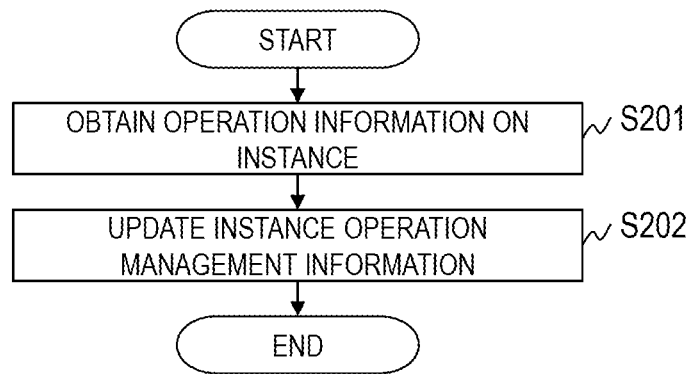 START
OBTAIN OPERATION INFORMATION ON
INSTANCE
S201
UPDATE INSTANCE OPERATION
MANAGEMENT INFORMATION
S202
END